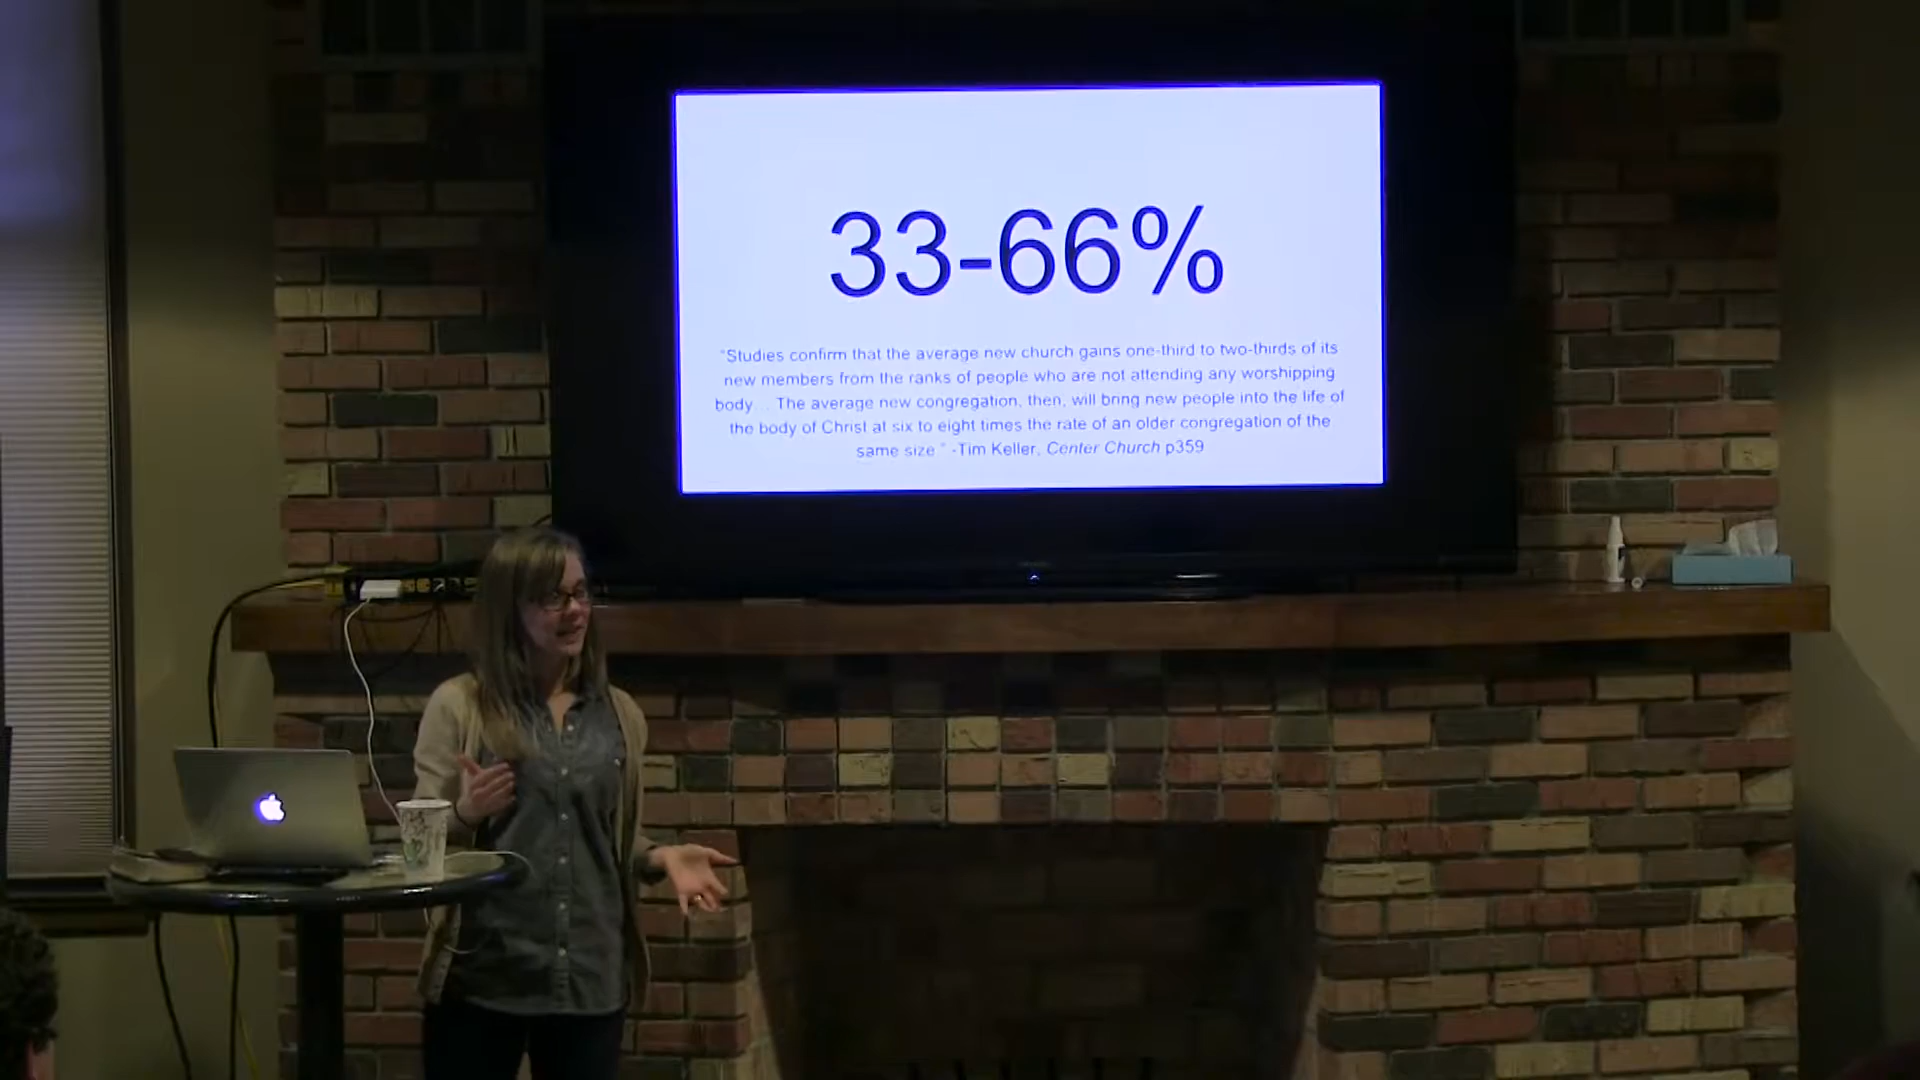 33-66%
"Studies confirm that the average new church gains one-third to two-thirds of its
new members from the ranks of people who are not attending any worshipping
body... The average new congregation, then, will bring new people into the life of
the body of Christ at six to eight times the rate of an older congregation of the
same size." -Tim Keller, Center Church p359